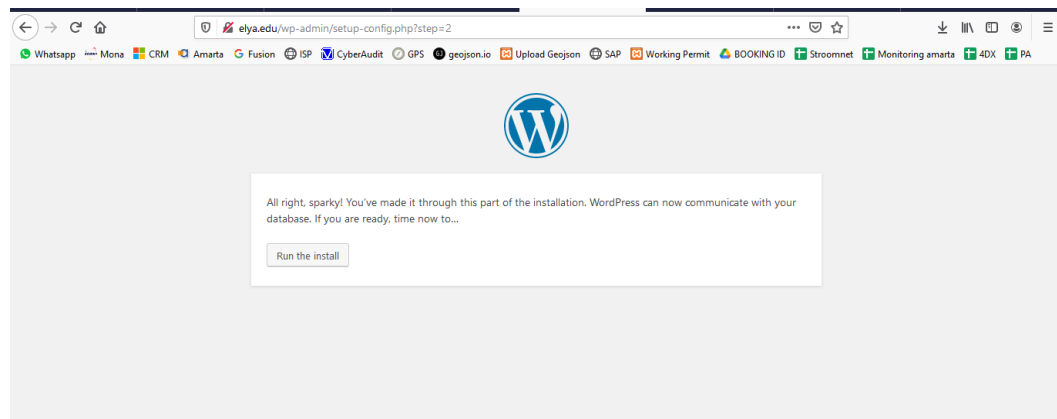 elya.edu/wp-admin/setup-config.php?step=2
Whatsapp Mona CRM Amarta Fusion ISP CyberAudit GPS geojson.io Upload Geojson SAP Working Permit BOOKING ID Stroomnet Monitoring amarta 4DX PA
W
All right, sparky! You've made it through this part of the installation. WordPress can now communicate with your
database. If you are ready, time now to...
Run the install